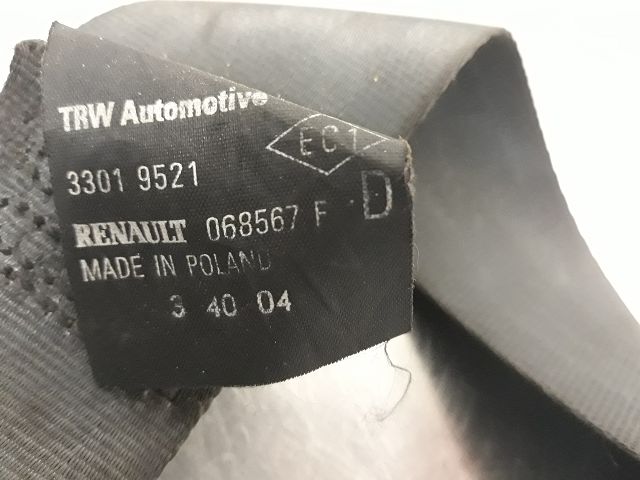 TRW Automotive
EC1
3301 9521
D
RENAULT 068567 F
MADE IN POLAND
3 40 04